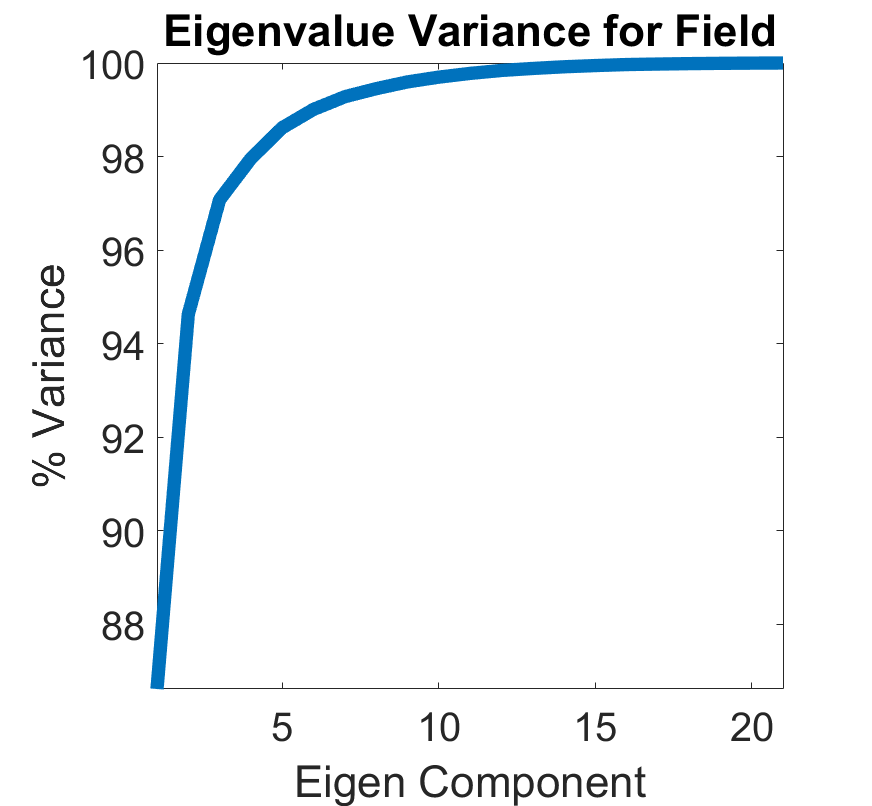 Eigenvalue Variance for Field
100
98
96
94
92
90
88
% Variance
5 10 15 20
Eigen Component